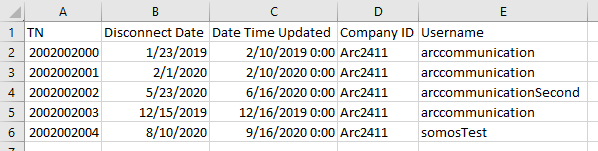 A B C D E
1 TN Disconnect Date Date Time Updated Company ID Username
2 2002002000 1/23/2019 2/10/2019 0:00 Arc2411 arccommunication
3 2002002001 2/1/2020 2/10/2020 0:00 Arc2411 arccommunication
4 2002002002 5/23/2020 6/16/2020 0:00 Arc2411 arccommunicationSecond
5 2002002003 12/15/2019 12/16/2019 0:00 Arc2411 arccommunication
6 2002002004 8/10/2020 9/16/2020 0:00 Arc2411 somosTest
7